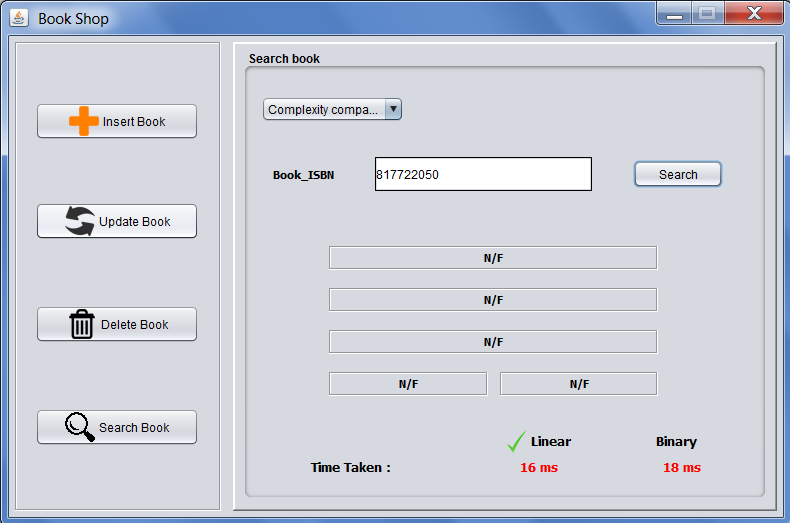 Book Shop
Insert Book
Update Book
Delete Book
Search Book
Search book
Complexity compa...
Book_ISBN 817722050 Search
N/F
N/F
N/F
N/F N/F
Linear Binary
Time Taken : 16 ms 18 ms